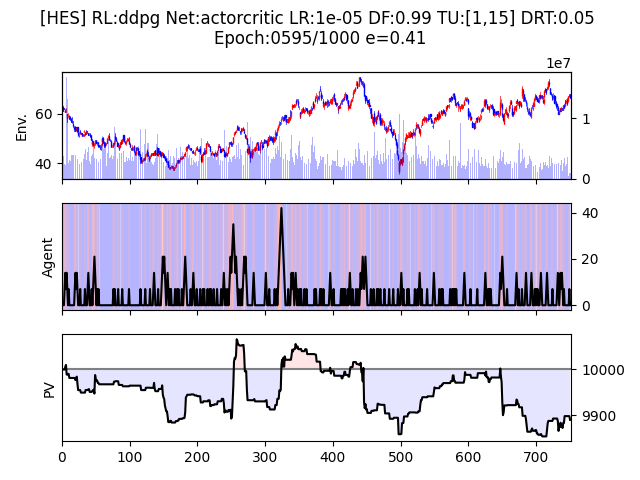 [HES] RL:ddpg Net:actorcritic LR:1e-05 DF:0.99 TU:[1,15] DRT:0.05
Epoch:0595/1000 e=0.41
1e7
Env.
60
40
1
0
Agent
40
20
0
PV
10000
9900
0 100 200 300 400 500 600 700